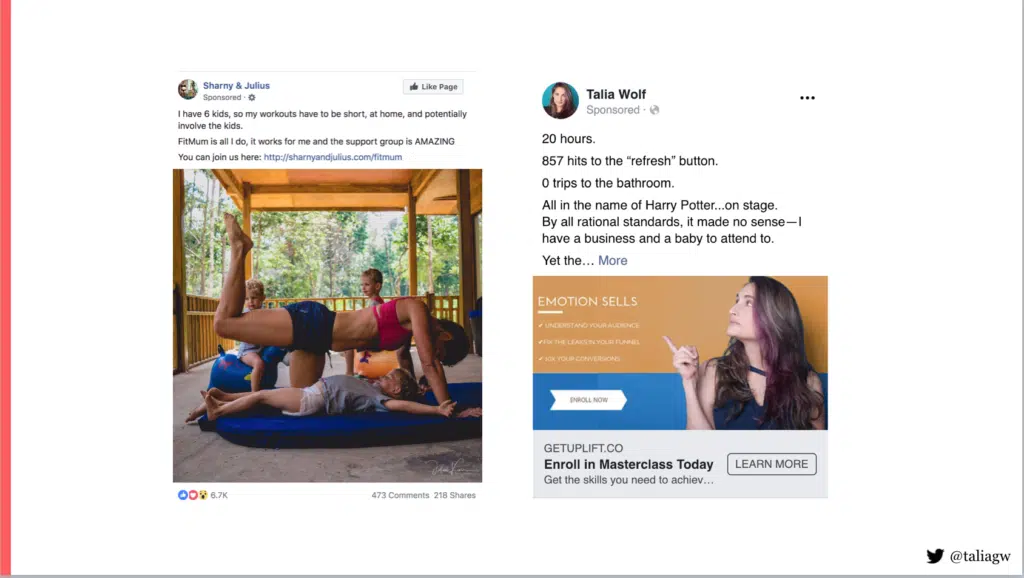 Sharny & Julius
Sponsored ·
Like Page
I have 6 kids, so my workouts have to be short, at home, and potentially
involve the kids.
FitMum is all I do, it works for me and the support group is AMAZING
You can join us here: http://sharnyandjulius.com/fitmum
6.7K
473 Comments 218 Shares
Talia Wolf
Sponsored ·
20 hours.
857 hits to the “refresh” button.
0 trips to the bathroom.
All in the name of Harry Potter...on stage.
By all rational standards, it made no sense—I
have a business and a baby to attend to.
Yet the… More
EMOTION SELLS
✔ UNDERSTAND YOUR AUDIENCE
✔FIX THE LEAKS IN YOUR FUNNEL
YOUR CONVERSIONS
ENROLL NOW
GETUPLIFT.CO
Enroll in Masterclass Today
Get the skills you need to achiev…
LEARN MORE
@taliagw